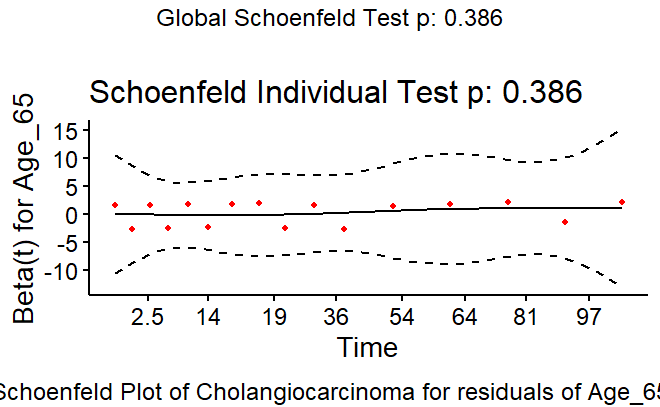 Global Schoenfeld Test p: 0.386
Schoenfeld Individual Test p: 0.386
Beta(t) for Age_65
15
10
5
0
-5
-10
2.5 14 19 36 54 64 81 97
Time
Schoenfeld Plot of Cholangiocarcinoma for residuals of Age_65